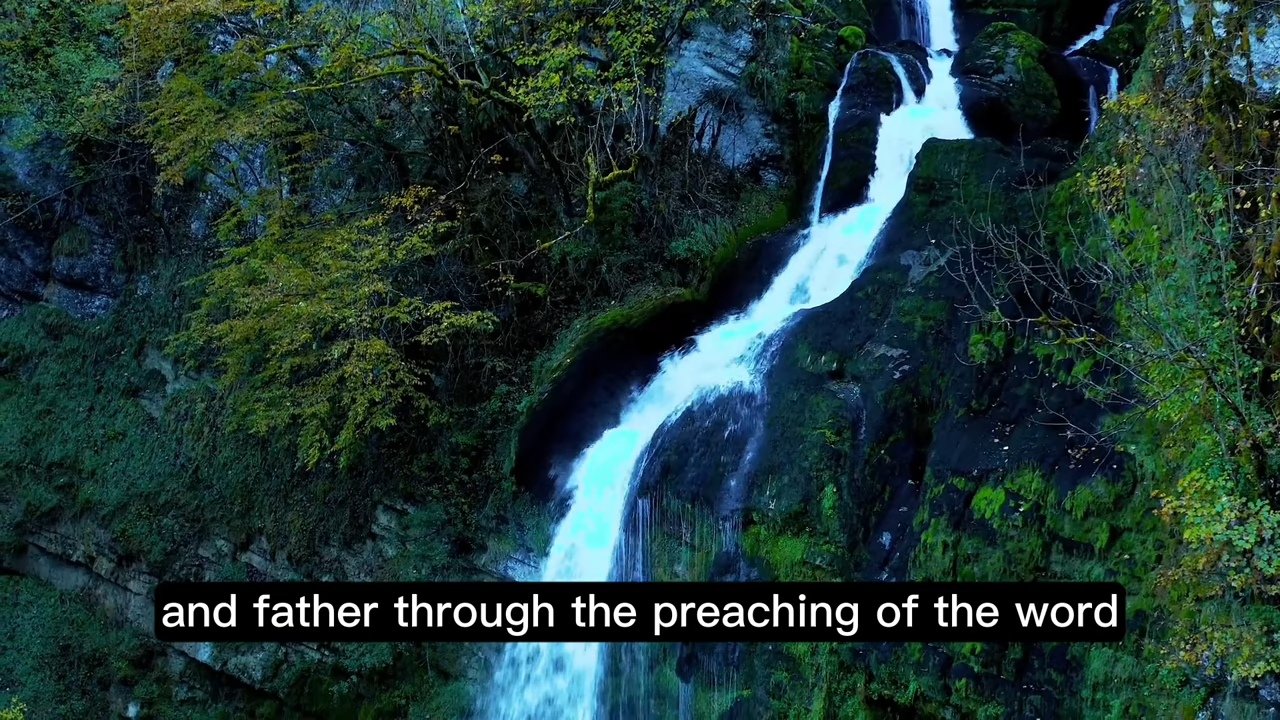 and father through the preaching of the word